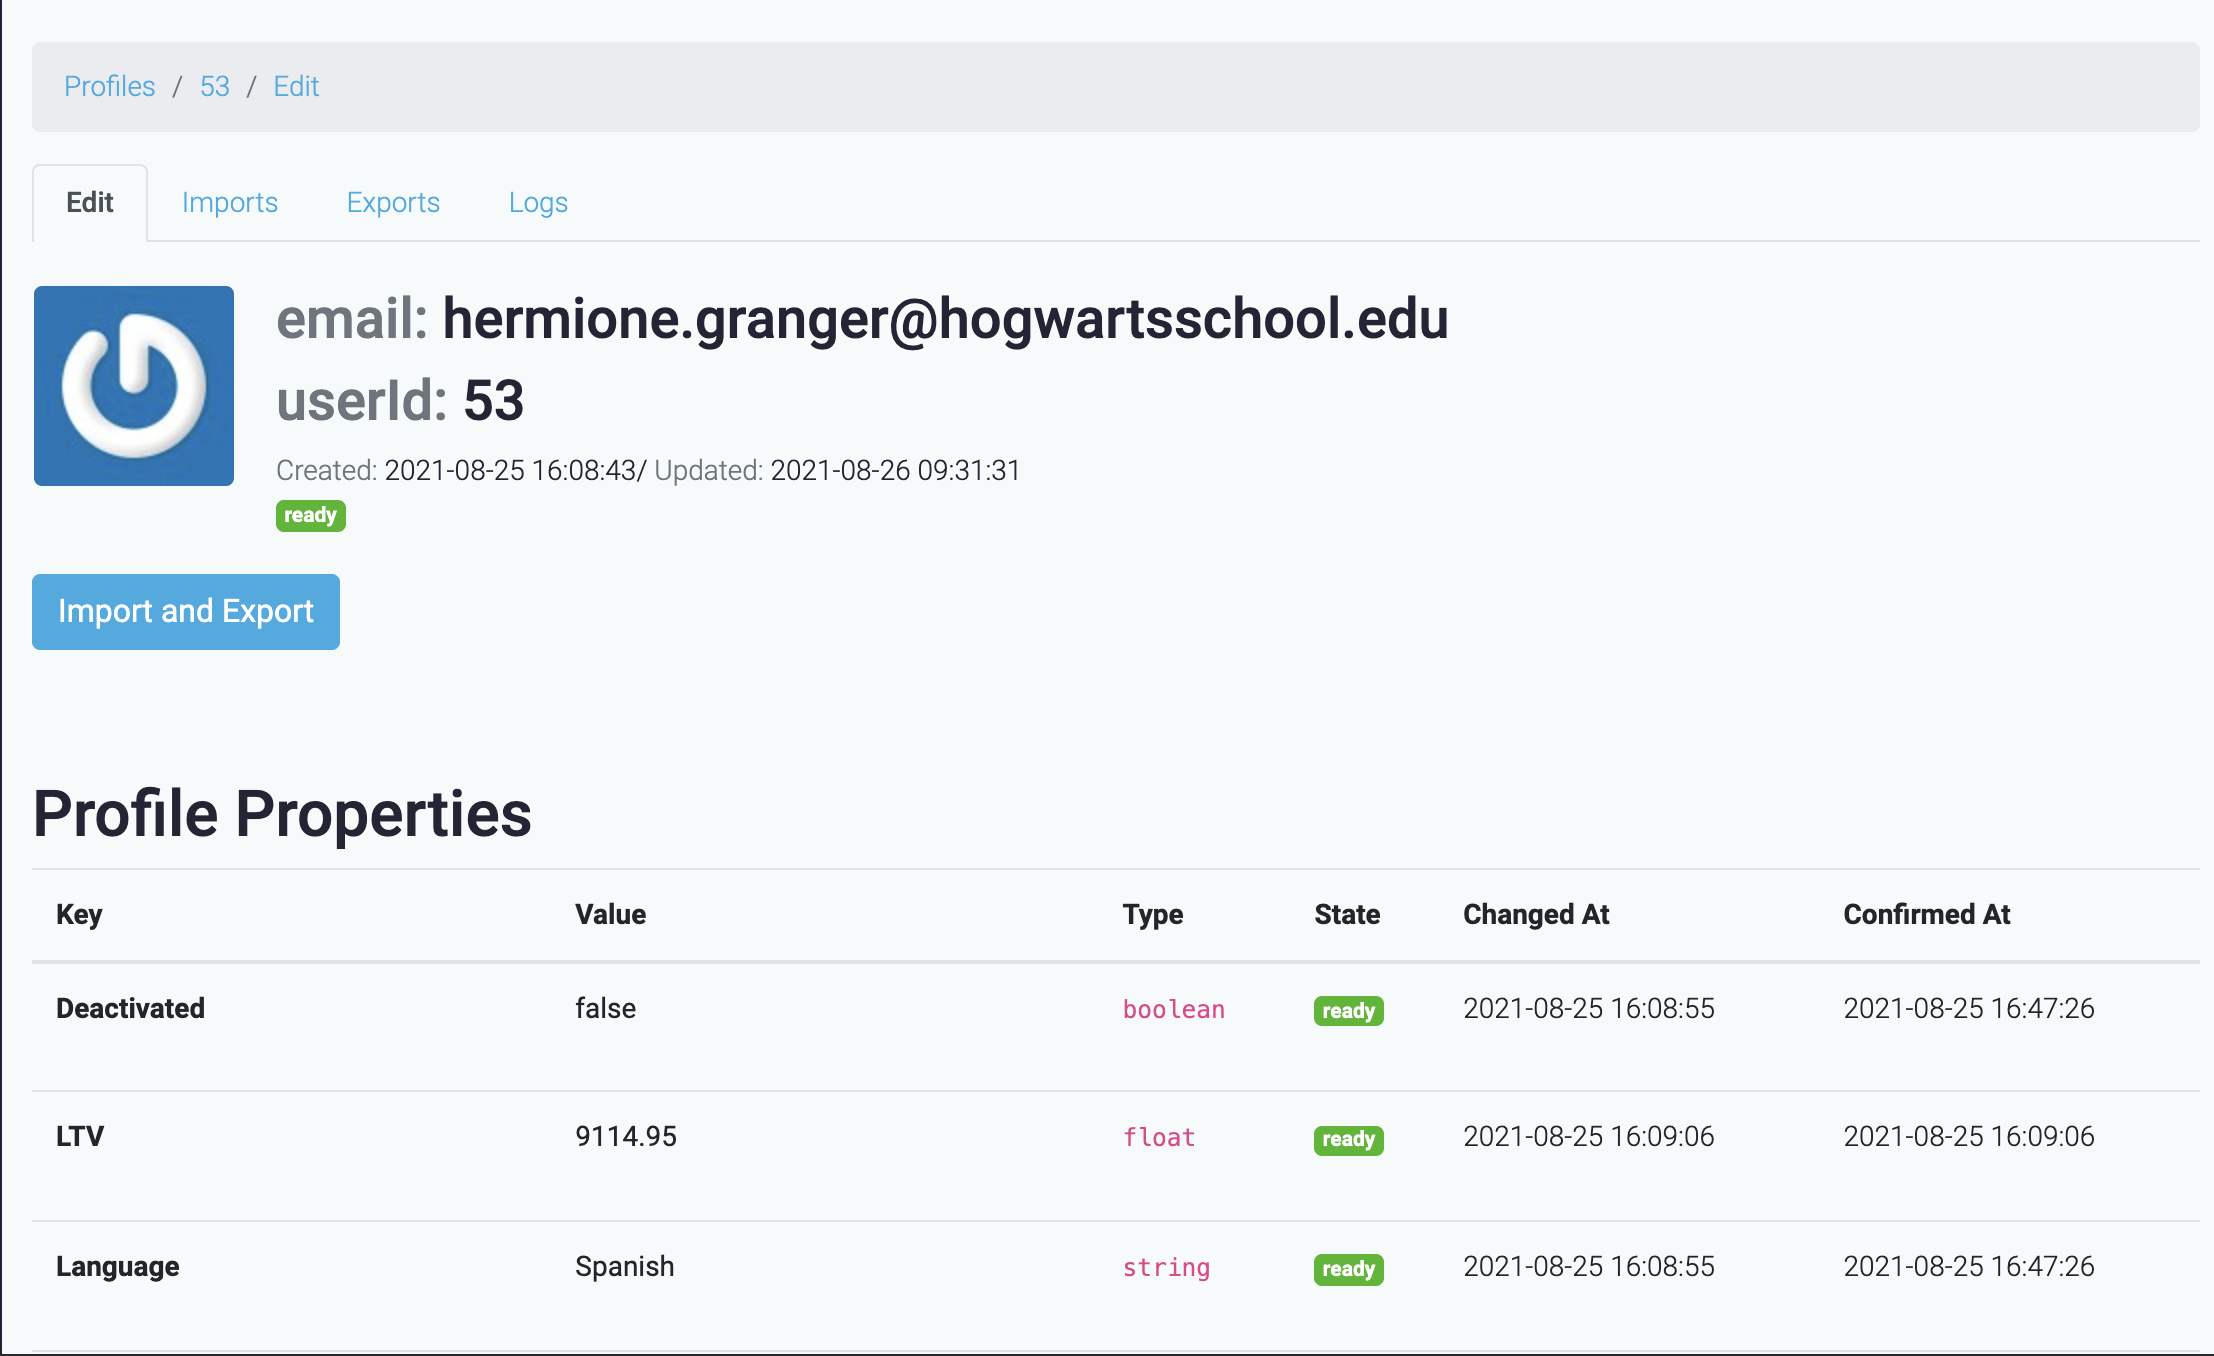 Profiles / 53 / Edit
Edit Imports Exports Logs
email: hermione.granger@hogwartsschool.edu
userId: 53
Created: 2021-08-25 16:08:43/ Updated: 2021-08-26 09:31:31
ready
Import and Export
Profile Properties
Key Value Type State Changed At Confirmed At
Deactivated false boolean ready 2021-08-25 16:08:55 2021-08-25 16:47:26
LTV 9114.95 float ready 2021-08-25 16:09:06 2021-08-25 16:09:06
Language Spanish string ready 2021-08-25 16:08:55 2021-08-25 16:47:26